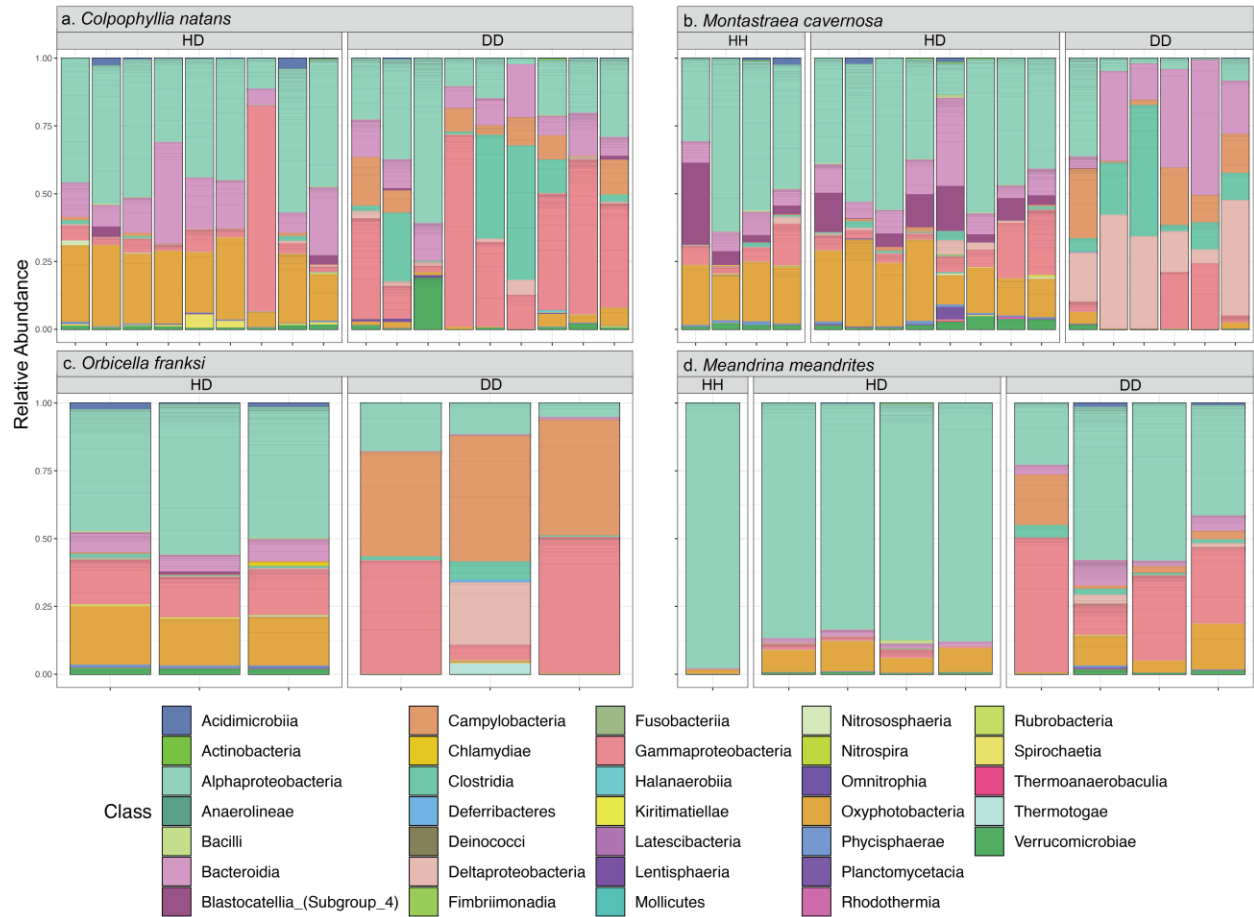 a. Colpophyllia natans
HD DD
b. Montastraea cavernosa
HH HD DD
1.00
0.75
0.50
0.25
0.00
c. Orbicella franksi
HD DD
d. Meandrina meandrites
HH HD DD
1.00
0.75
0.50
0.25
0.00
Relative Abundance
Class
Acidimicrobiia
Actinobacteria
Alphaproteobacteria
Anaerolineae
Bacilli
Bacteroidia
Blastocatellia_(Subgroup_4)
Campylobacteria
Chlamydiae
Clostridia
Deferribacteres
Deinococci
Deltaproteobacteria
Fimbriimonadia
Fusobacteriia
Gammaproteobacteria
Halanaerobiia
Kiritimatiellae
Latescibacteria
Lentisphaeria
Mollicutes
Nitrososphaeria
Nitrospira
Omnitrophia
Oxyphotobacteria
Phycisphaerae
Planctomycetacia
Rhodothermia
Rubrobacteria
Spirochaetia
Thermoanaerobaculia
Thermotogae
Verrucomicrobiae